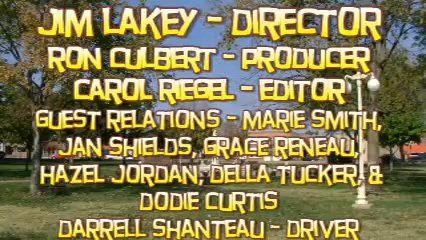 JIM LAKEY - DIRECTOR
RON CULBERT - PRODUCER
CAROL RIEGEL - EDITOR
GUEST RELATIONS - MARIE SMITH,
JAN SHIELDS, GRACE RENEAU,
HAZEL JORDAN, DELLA TUCKER, &
DODIE CURTIS
DARRELL SHANTEAU - DRIVER